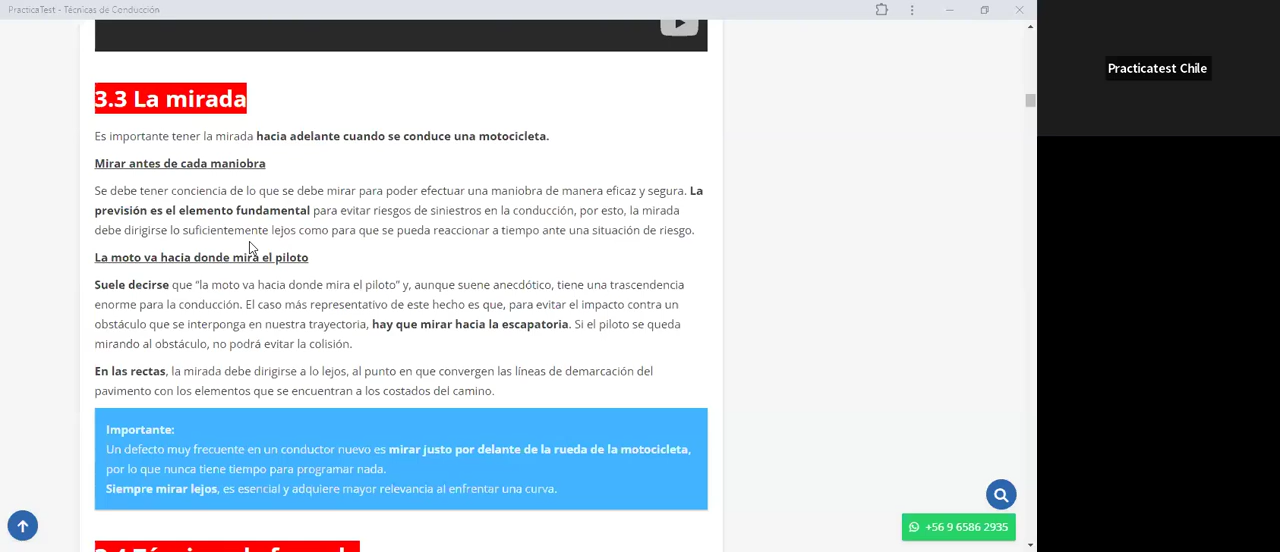 PracticaTest - Técnicas de Conducción
Practicatest Chile
3.3 La mirada
Es importante tener la mirada hacia adelante cuando se conduce una motocicleta.
Mirar antes de cada maniobra
Se debe tener conciencia de lo que se debe mirar para poder efectuar una maniobra de manera eficaz y segura. La
previsión es el elemento fundamental para evitar riesgos de siniestros en la conducción, por esto, la mirada
debe dirigirse lo suficientemente lejos como para que se pueda reaccionar a tiempo ante una situación de riesgo.
La moto va hacia donde mira el piloto
Suele decirse que “la moto va hacia donde mira el piloto” y, aunque suene anecdótico, tiene una trascendencia
enorme para la conducción. El caso más representativo de este hecho es que, para evitar el impacto contra un
obstáculo que se interponga en nuestra trayectoria, hay que mirar hacia la escapatoria. Si el piloto se queda
mirando al obstáculo, no podrá evitar la colisión.
En las rectas, la mirada debe dirigirse a lo lejos, al punto en que convergen las líneas de demarcación del
pavimento con los elementos que se encuentran a los costados del camino.
Importante:
Un defecto muy frecuente en un conductor nuevo es mirar justo por delante de la rueda de la motocicleta,
por lo que nunca tiene tiempo para programar nada.
Siempre mirar lejos, es esencial y adquiere mayor relevancia al enfrentar una curva.
+56 9 6586 2935